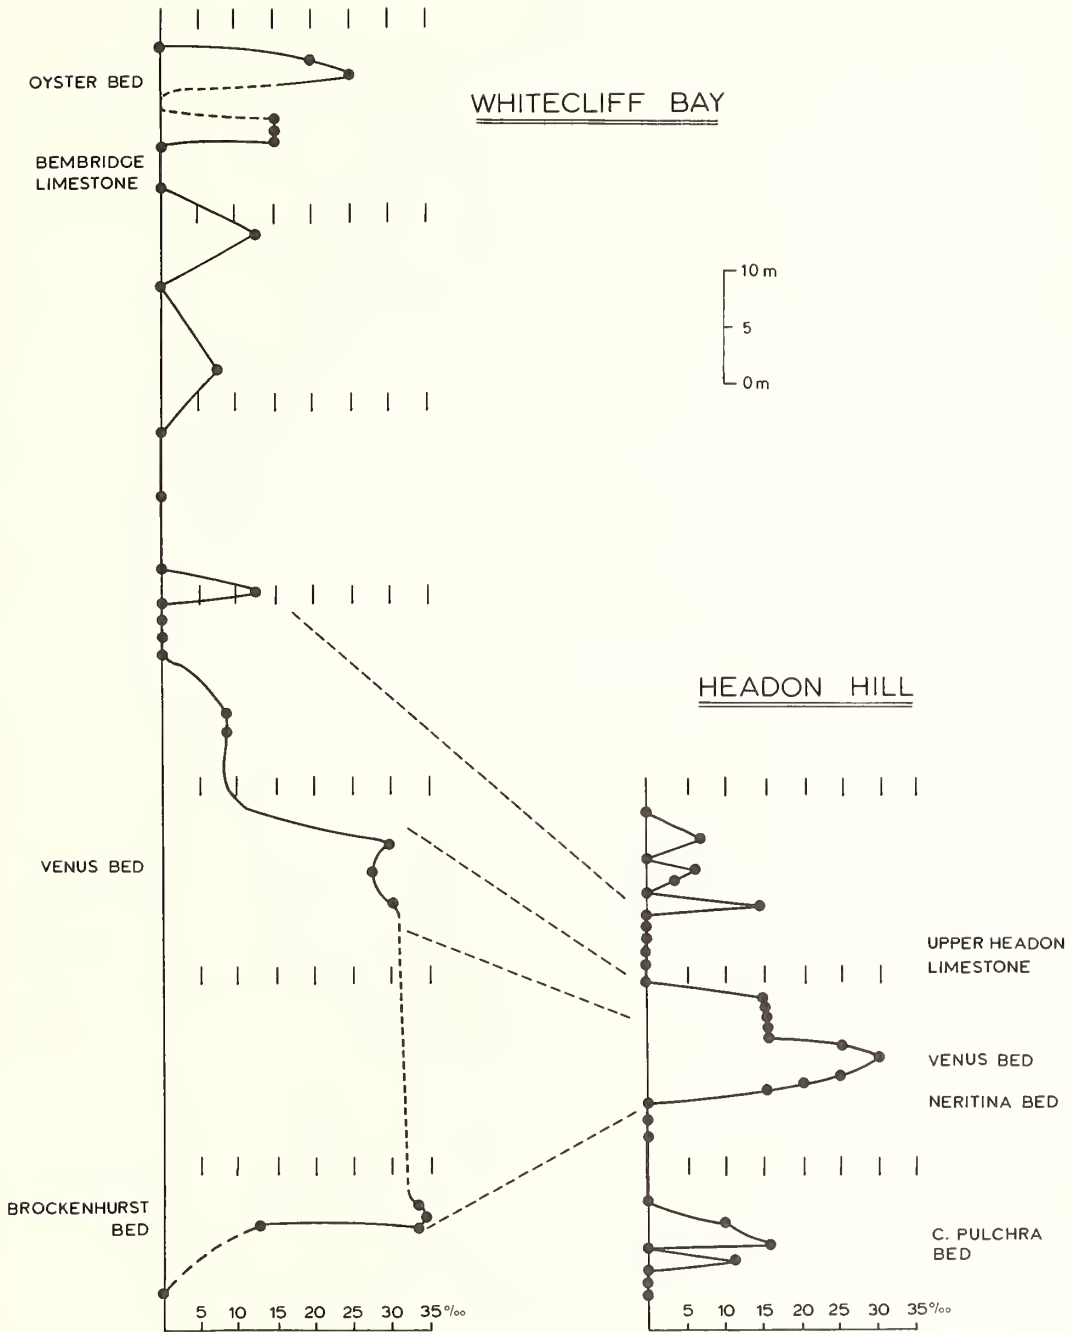 OYSTER BED
WHITECLIFF BAY
BEMBRIDGE
LIMESTONE
10 m
5
0 m
HEADON HILL
VENUS BED
UPPER HEADON
LIMESTONE
VENUS BED
NERITINA BED
BROCKENHURST
BED
C. PULCHRA
BED
5 10 15 20 25 30 35‰
5 10 15 20 25 30 35‰